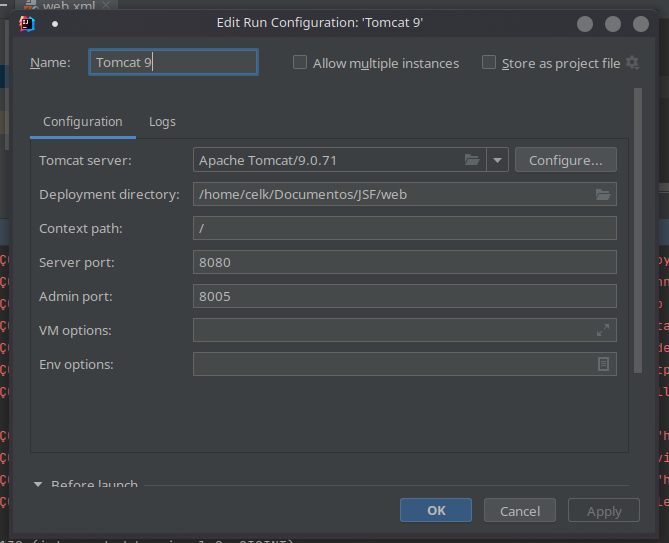 web.xml
Edit Run Configuration: 'Tomcat 9'
Name: Tomcat 9
Allow multiple instances
Store as project file
Configuration Logs
Tomcat server: Apache Tomcat/9.0.71 Configure...
Deployment directory: /home/celk/Documentos/JSF/web
Context path: /
Server port: 8080
Admin port: 8005
VM options:
Env options:
Before launch
OK Cancel Apply